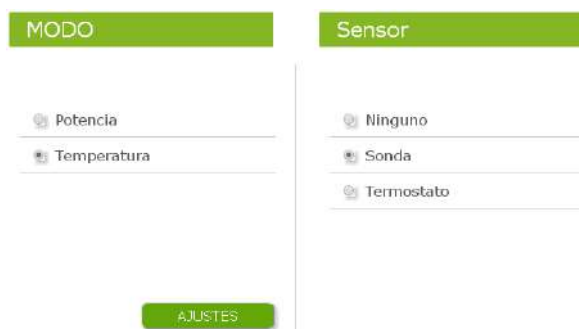 MODO
Potencia
Temperatura
AJUSTES
Sensor
Ninguno
Sonda
Termostato